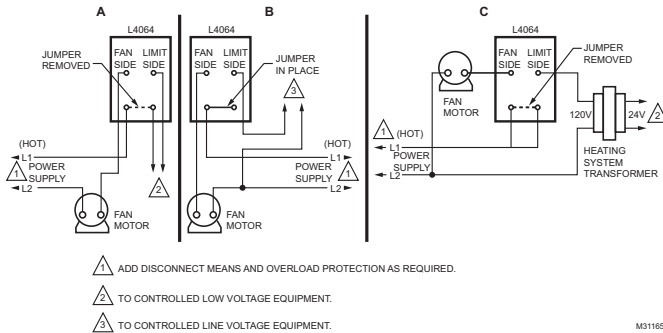 A
L4064
FAN SIDE
LIMIT SIDE
JUMPER REMOVED
(HOT)
L1
1
POWER SUPPLY
L2
2
FAN MOTOR
B
L4064
FAN SIDE
LIMIT SIDE
JUMPER IN PLACE
3
(HOT)
L1
POWER SUPPLY
1
L2
FAN MOTOR
C
L4064
FAN SIDE
LIMIT SIDE
JUMPER REMOVED
FAN MOTOR
1
(HOT)
L1
POWER SUPPLY
L2
120V
24V
2
HEATING SYSTEM TRANSFORMER
1 ADD DISCONNECT MEANS AND OVERLOAD PROTECTION AS REQUIRED.
2 TO CONTROLLED LOW VOLTAGE EQUIPMENT.
3 TO CONTROLLED LINE VOLTAGE EQUIPMENT.
M31165